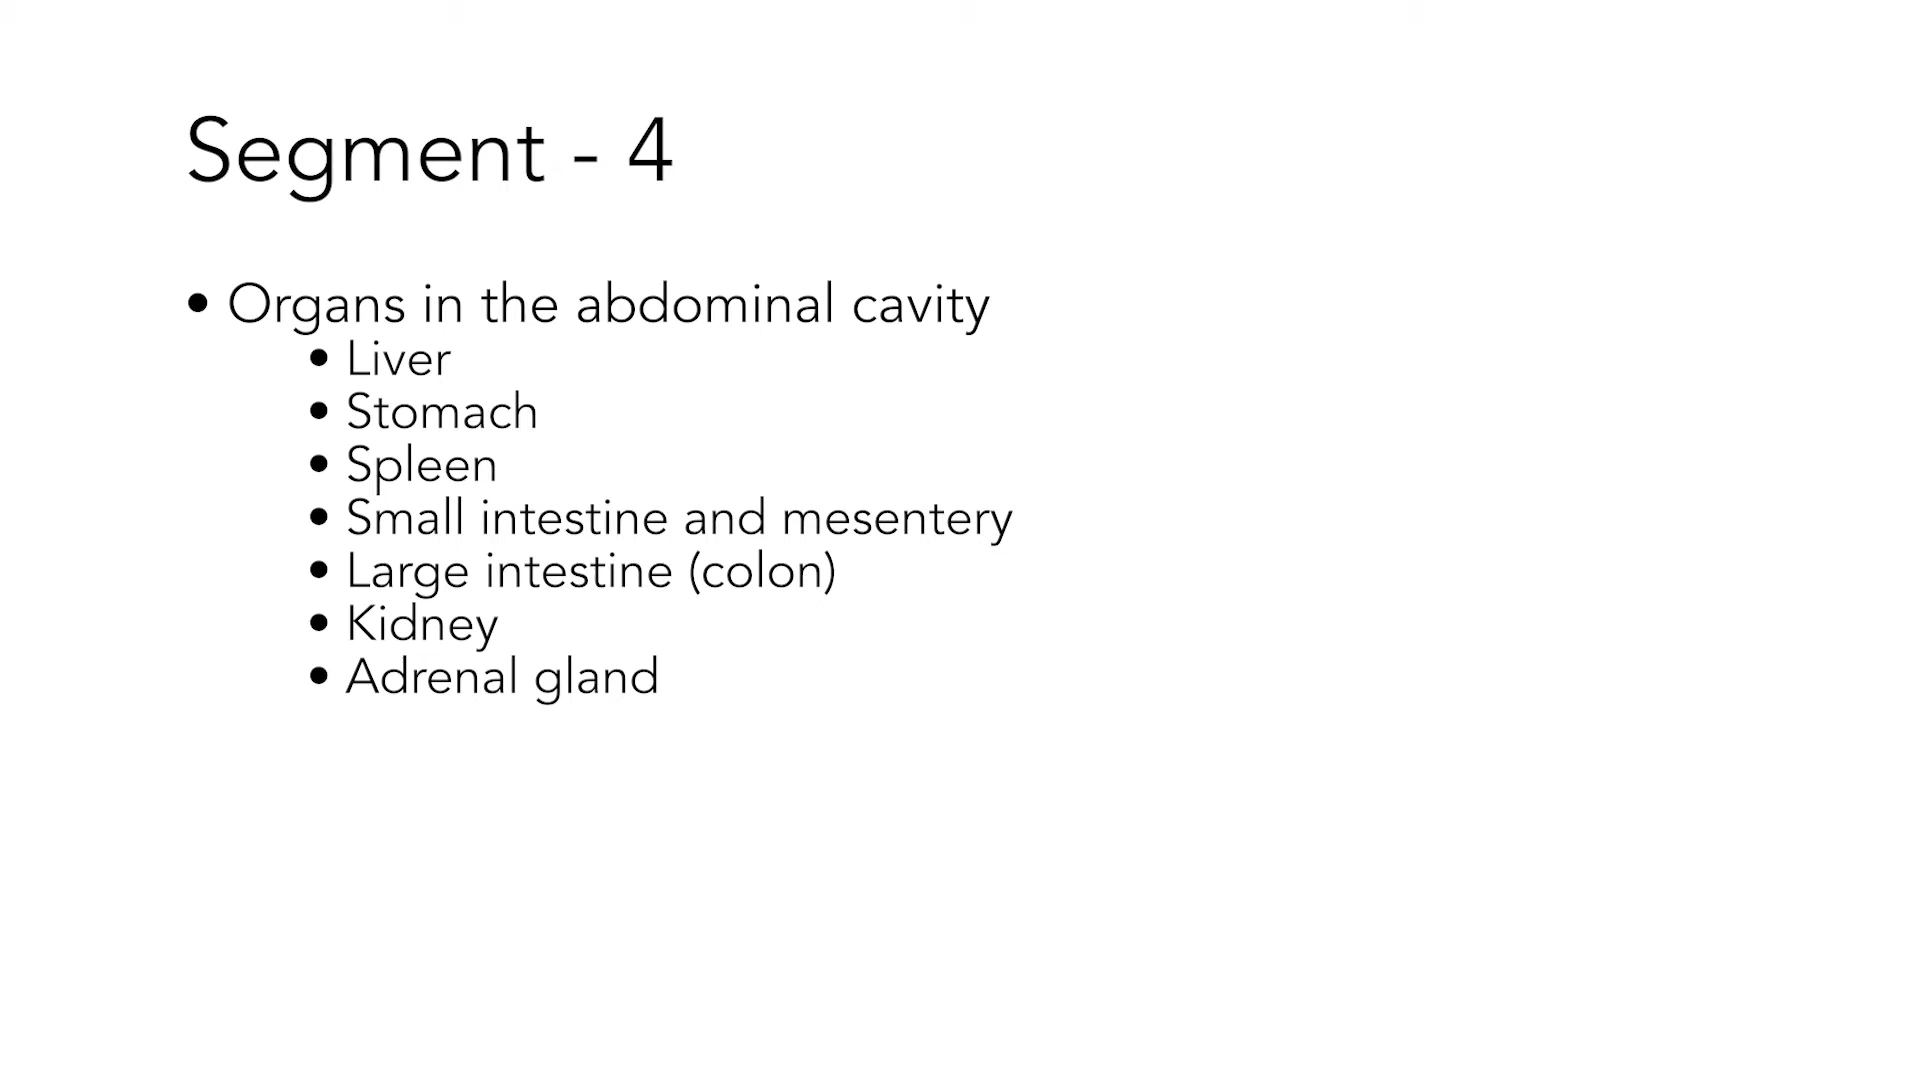 Segment - 4
• Organs in the abdominal cavity
• Liver
• Stomach
• Spleen
• Small intestine and mesentery
• Large intestine (colon)
• Kidney
• Adrenal gland